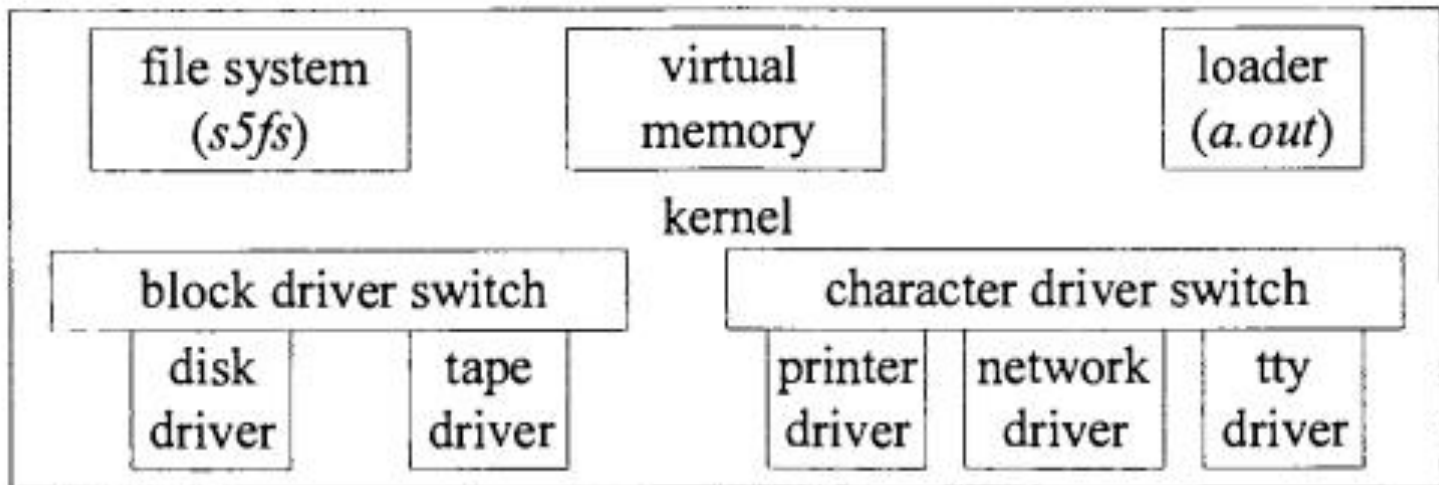 file system
(s5fs)
virtual
memory
loader
(a.out)
kernel
block driver switch
character driver switch
disk
driver
tape
driver
printer
driver
network
driver
tty
driver